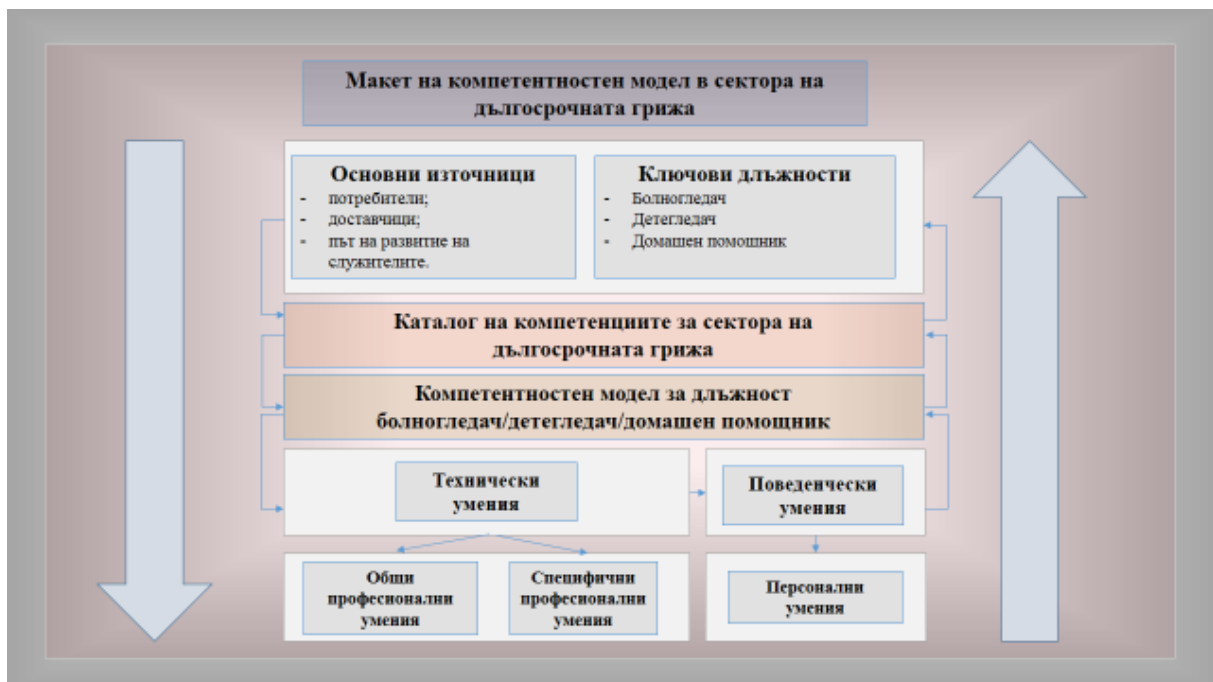 Макет на компетентностен модел в сектора на
дългосрочната грижа
Основни източници
- потребители;
- доставчици;
- път на развитие на
служителите.
Ключови длъжности
- Болногледач
- Детегледач
- Домашен помошник
Каталог на компетенциите за сектора на
дългосрочната грижа
Компетентностен модел за длъжност
болногледач/детегледач/домашен помощник
Технически
умения
Поведенчески
умения
Общи
професионални
умения
Специфични
професионални
умения
Персонални
умения